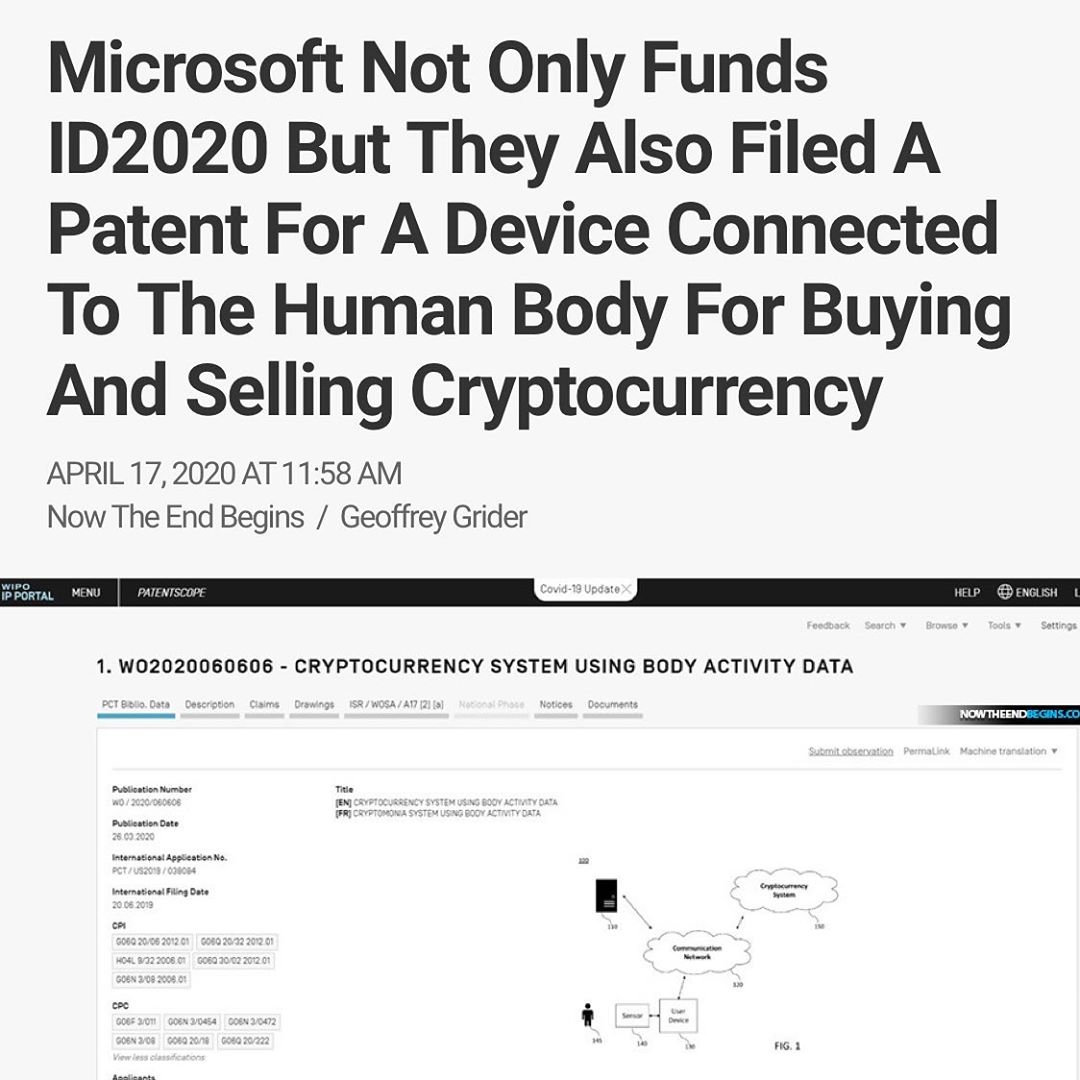 Microsoft Not Only Funds
ID2020 But They Also Filed A
Patent For A Device Connected
To The Human Body For Buying
And Selling Cryptocurrency
APRIL 17, 2020 AT 11:58 AM
Now The End Begins / Geoffrey Grider
WIPO
IP PORTAL MENU PATENTSCOPE Covid-19 Update HELP ENGLISH
Feedback Search Browse Tools Settings
1. WO2020060606 - CRYPTOCURRENCY SYSTEM USING BODY ACTIVITY DATA
PCT Biblio. Data Description Claims Drawings ISR / WOSA / A17 [2] [a] National Phase Notices Documents
NOWTHEENDBEGINS.CO
Submit observation PermaLink Machine translation
Publication Number Title
WO / 2020/060606 [EN] CRYPTOCURRENCY SYSTEM USING BODY ACTIVITY DATA
[FR] CRYPTOMONIA SYSTEM USING BODY ACTIVITY DATA
Publication Date
26.03.2020
International Application No.
PCT / US2019 / 038084
International Filing Date
20.06.2019
CPI
G06Q 20/06 2012.01 G06Q 20/32 2012.01
H04L 9/32 2006.01 G06Q 30/02 2012.01
G06N 3/08 2006.01
CPC
G06F 3/011 G06N 3/0454 G06N 3/0472
G06N 3/08 G06Q 20/18 G06Q 20/322
View less classifications
Applicants
100
110
Cryptocurrency
System
150
Communication
Network
120
Sensor
User
Device
145
140
130
FIG. 1